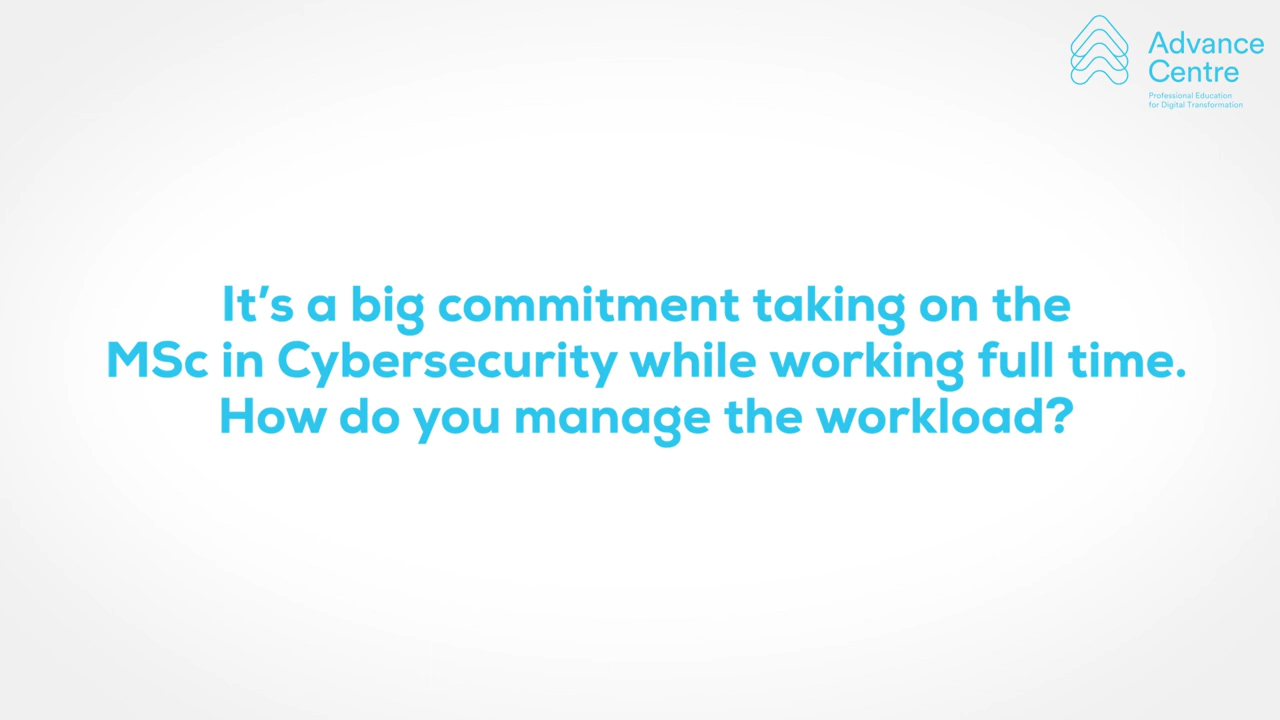 Advance
Centre
Professional Education
for Digital Transformation
It's a big commitment taking on the
MSc in Cybersecurity while working full time.
How do you manage the workload?